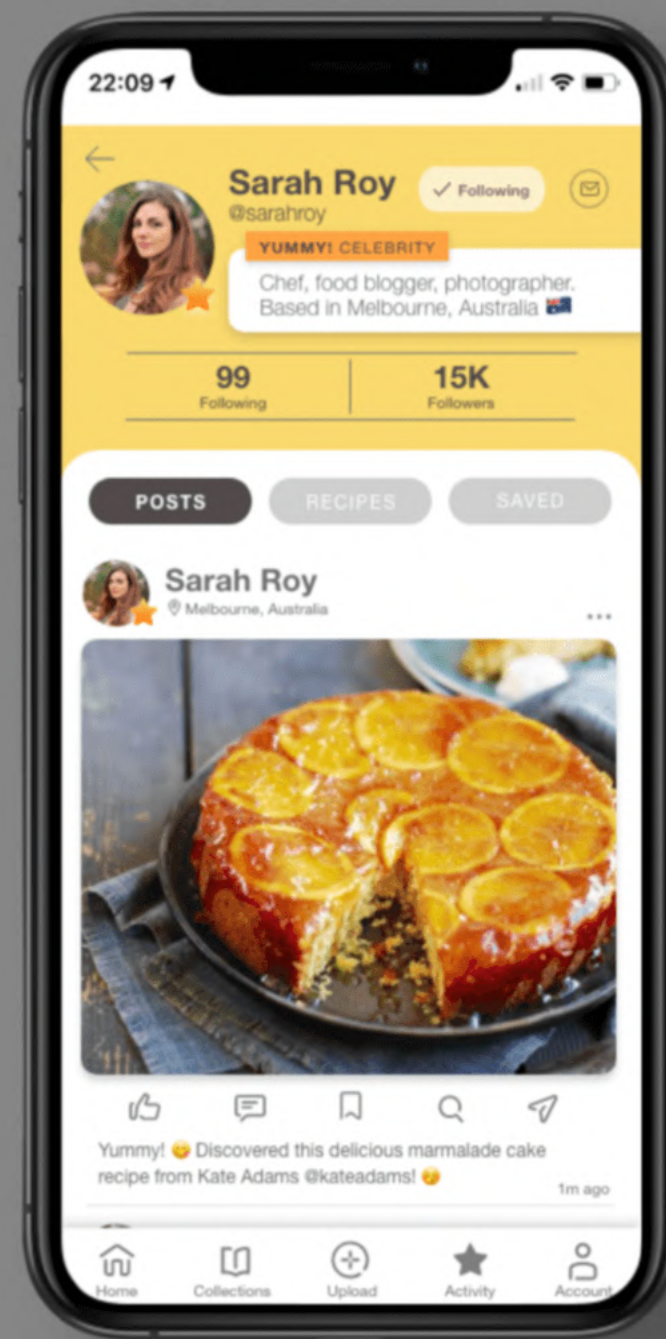 22:09
Sarah Roy
Following
@sarahroy
YUMMY! CELEBRITY
Chef, food blogger, photographer.
Based in Melbourne, Australia 🇦🇺
99
Following
15K
Followers
POSTS
RECIPES
SAVED
Sarah Roy
Melbourne, Australia
Yummy! 😋 Discovered this delicious marmalade cake
recipe from Kate Adams @kateadams! 😚
1m ago
Home
Collections
Upload
Activity
Account